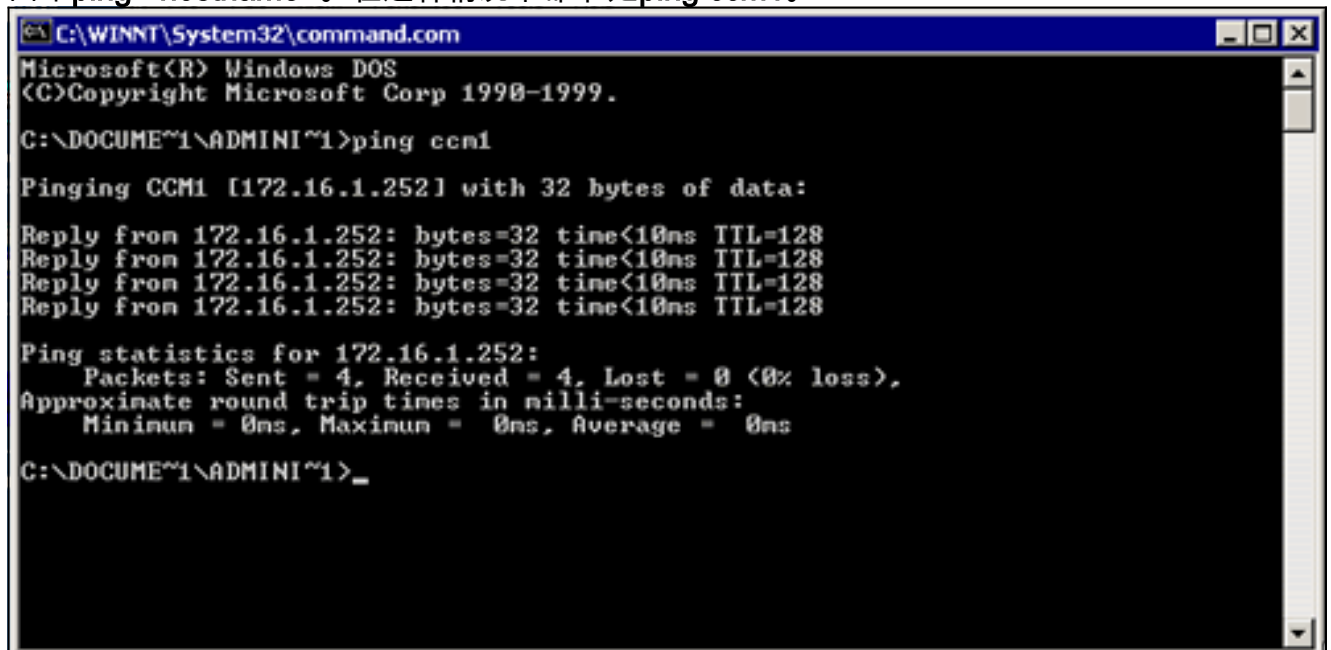 ping hostname
ping ccm1
C:\WINNT\System32\command.com
Microsoft(R) Windows DOS
(C)Copyright Microsoft Corp 1990-1999.
C:\DOCUME~1\ADMINI~1>ping ccm1
Pinging CCM1 [172.16.1.252] with 32 bytes of data:
Reply from 172.16.1.252: bytes=32 time<10ms TTL=128
Reply from 172.16.1.252: bytes=32 time<10ms TTL=128
Reply from 172.16.1.252: bytes=32 time<10ms TTL=128
Reply from 172.16.1.252: bytes=32 time<10ms TTL=128
Ping statistics for 172.16.1.252:
Packets: Sent = 4, Received = 4, Lost = 0 (0% loss),
Approximate round trip times in milli-seconds:
Minimum = 0ms, Maximum = 0ms, Average = 0ms
C:\DOCUME~1\ADMINI~1>_